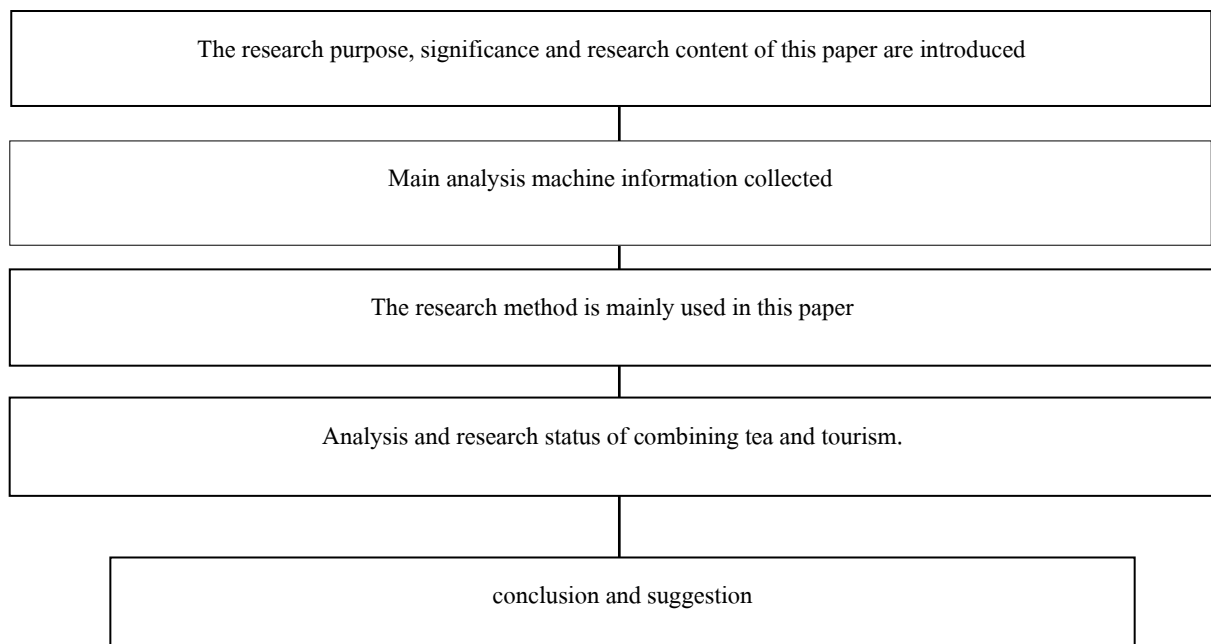 The research purpose, significance and research content of this paper are introduced
Main analysis machine information collected
The research method is mainly used in this paper
Analysis and research status of combining tea and tourism.
conclusion and suggestion